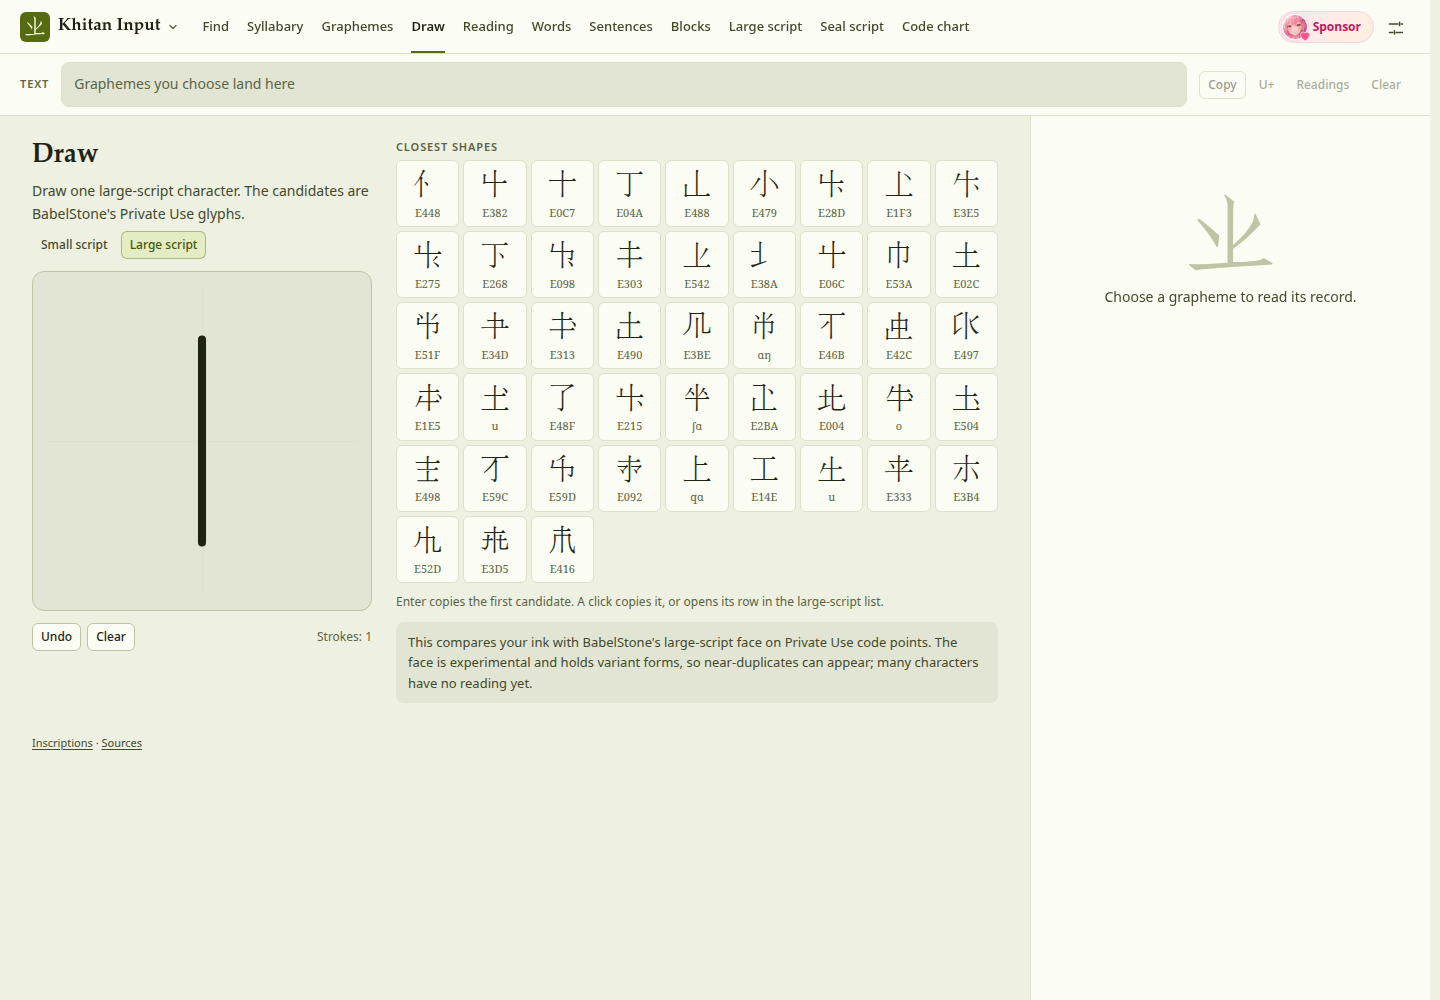 Khitan Input
Find Syllabary Graphemes Draw Reading Words Sentences Blocks Large script Seal script Code chart
Sponsor
TEXT Graphemes you choose land here Copy U+ Readings Clear
Draw
Draw one large-script character. The candidates are
BabelStone's Private Use glyphs.
Small script Large script
Undo Clear Strokes: 1
CLOSEST SHAPES
E448 E382 E0C7 E04A E488 E479 E28D E1F3 E3E5
E275 E268 E098 E303 E542 E38A E06C E53A E02C
E51F E34D E313 E490 E3BE ɑŋ E46B E42C E497
E1E5 u E48F E215 ʃɑ E2BA E004 o E504
E498 E59C E59D E092 qɑ E14E u E333 E3B4
E52D E3D5 E416
Enter copies the first candidate. A click copies it, or opens its row in the large-script list.
This compares your ink with BabelStone's large-script face on Private Use code points. The
face is experimental and holds variant forms, so near-duplicates can appear; many characters
have no reading yet.
Choose a grapheme to read its record.
Inscriptions · Sources